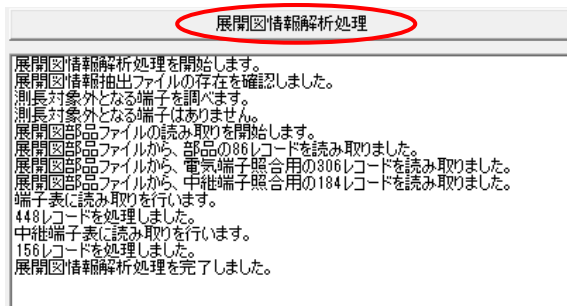 展開図情報解析処理
展開図情報解析処理を開始します。
展開図情報抽出ファイルの存在を確認しました。
測長対象外となる端子を調べます。
測長対象外となる端子はありません。
展開図部品ファイルの読み取りを開始します。
展開図部品ファイルから、部品の86レコードを読み取りました。
展開図部品ファイルから、電気端子照合用の306レコードを読み取りました。
展開図部品ファイルから、中継端子照合用の184レコードを読み取りました。
端子表に読み取りを行います。
448レコードを処理しました。
中継端子表に読み取りを行います。
156レコードを処理しました。
展開図情報解析処理を完了しました。